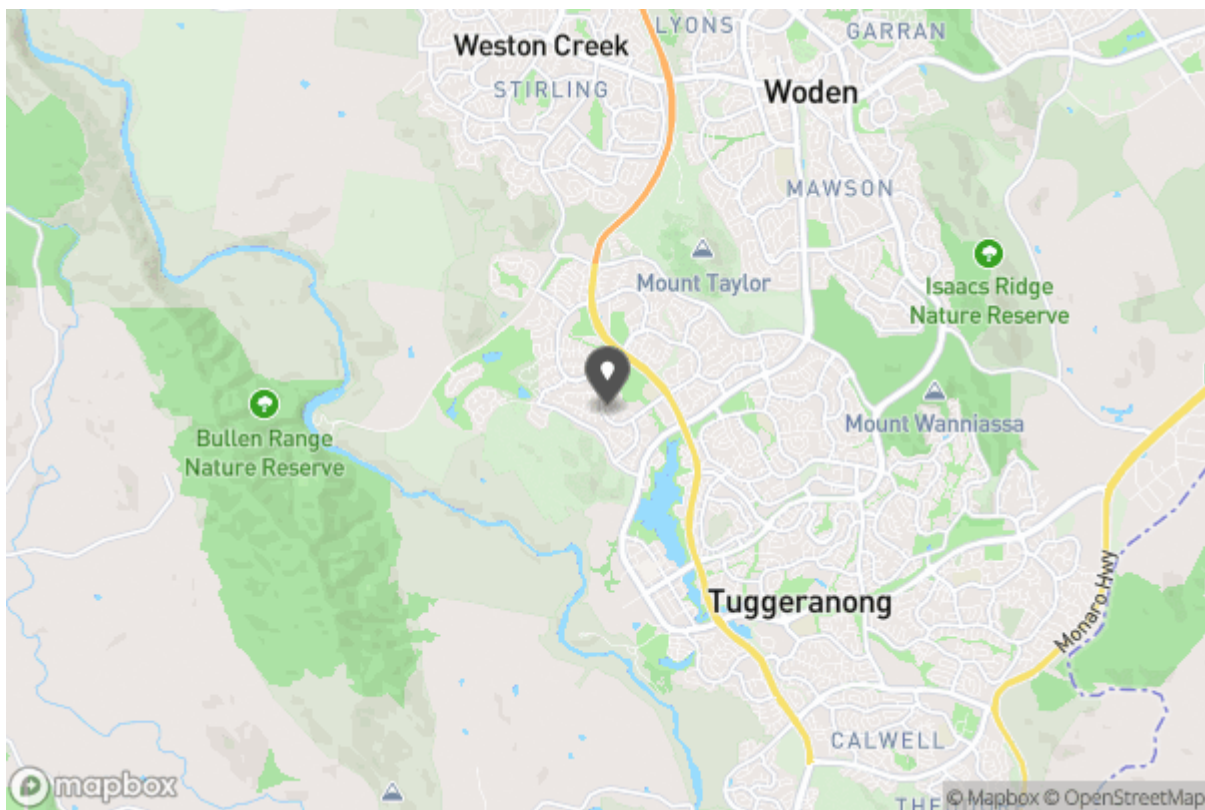 LYONS
GARRAN
Weston Creek
STIRLING
Woden
MAWSON
Mount Taylor
Isaacs Ridge
Nature Reserve
Mount Wanniassa
Bullen Range
Nature Reserve
Monaro Hwy
Tuggeranong
CALWELL
mapbox
© Mapbox © OpenStreetMap